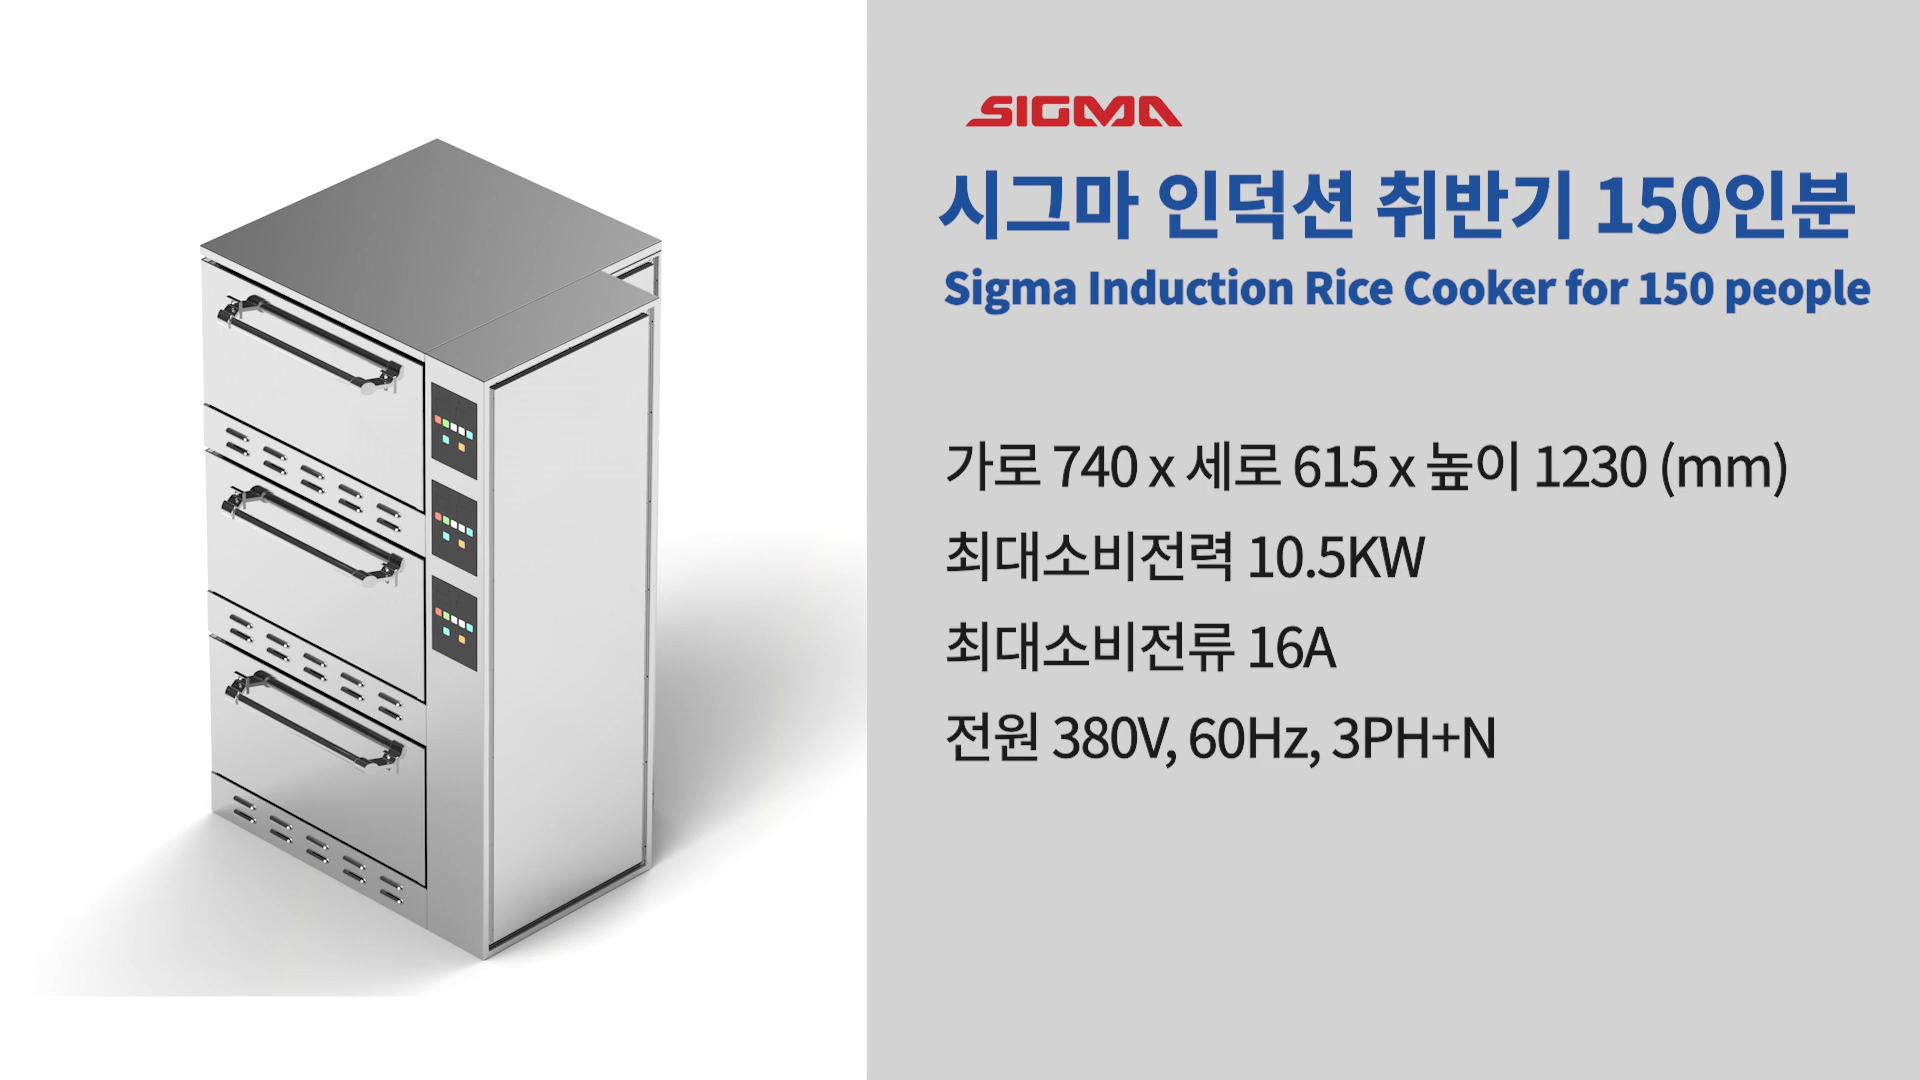 SIGMA
시그마 인덕션 취반기 150인분
Sigma Induction Rice Cooker for 150 people
가로 740 x 세로 615 x 높이 1230 (mm)
최대소비전력 10.5KW
최대소비전류 16A
전원 380V, 60Hz, 3PH+N